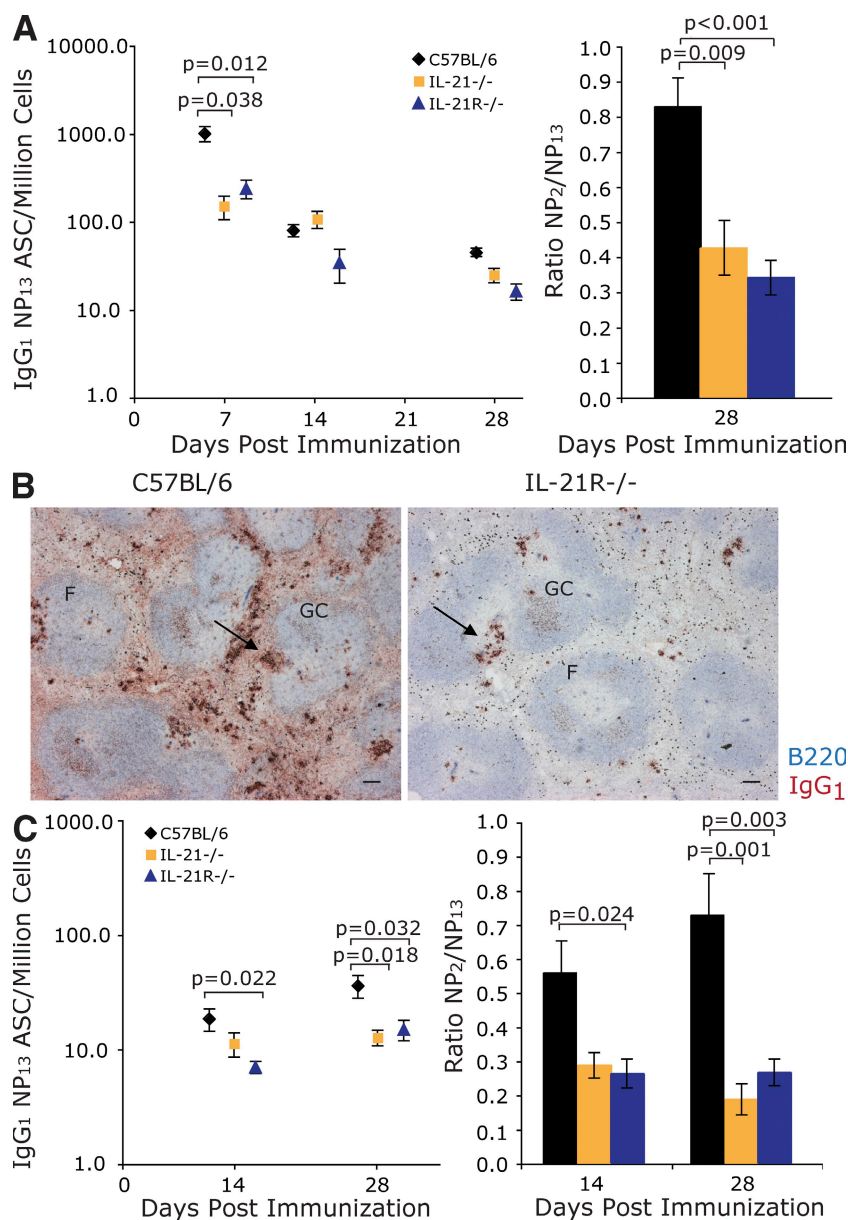 A
10000.0
1000.0
100.0
10.0
1.0
IgG1 NP13 ASC/Million Cells
p=0.012
p=0.038
C57BL/6
IL-21-/-
IL-21R-/-
0
7
14
21
28
Days Post Immunization
p<0.001
p=0.009
1.0
0.9
0.8
0.7
0.6
0.5
0.4
0.3
0.2
0.1
0.0
Ratio NP2/NP13
28
Days Post Immunization
B
C57BL/6
IL-21R-/-
F
GC
GC
F
B220
IgG1
C
1000.0
100.0
10.0
1.0
IgG1 NP13 ASC/Million Cells
C57BL/6
IL-21-/-
IL-21R-/-
p=0.022
p=0.032
p=0.018
0
14
28
Days Post Immunization
1.0
0.9
0.8
0.7
0.6
0.5
0.4
0.3
0.2
0.1
0.0
Ratio NP2/NP13
p=0.024
p=0.003
p=0.001
14
28
Days Post Immunization